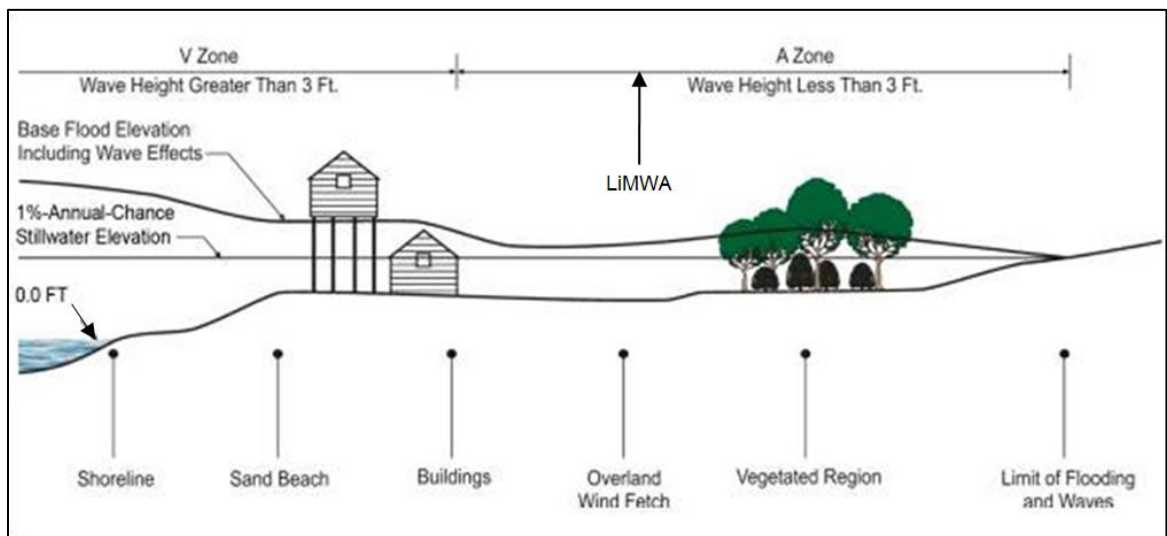 V Zone
Wave Height Greater Than 3 Ft.
A Zone
Wave Height Less Than 3 Ft.
LiMWA
Base Flood Elevation
Including Wave Effects
1%-Annual-Chance
Stillwater Elevation
0.0 FT
Shoreline
Sand Beach
Buildings
Overland
Wind Fetch
Vegetated Region
Limit of Flooding
and Waves